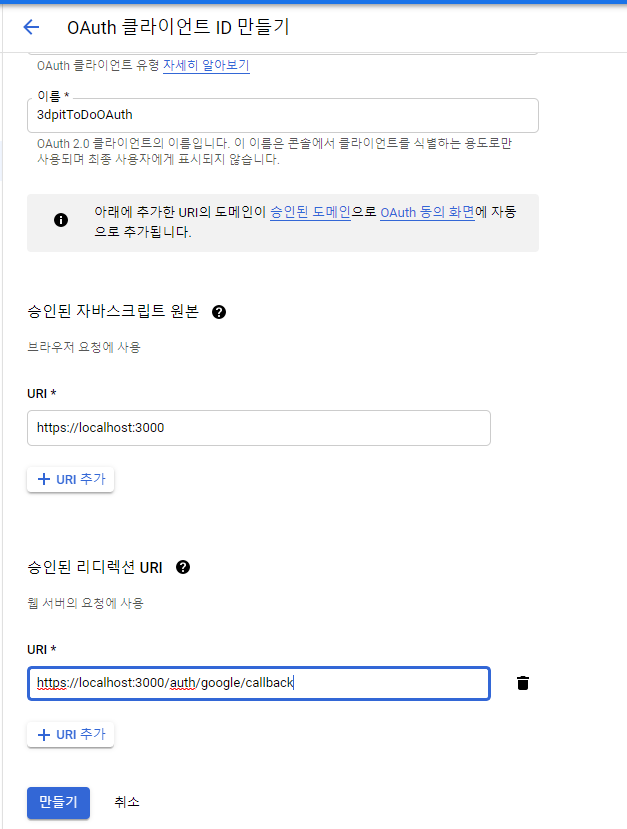 OAuth 클라이언트 ID 만들기
OAuth 클라이언트 유형 자세히 알아보기
이름 *
3dpitToDoOAuth
OAuth 2.0 클라이언트의 이름입니다. 이 이름은 콘솔에서 클라이언트를 식별하는 용도로만
사용되며 최종 사용자에게 표시되지 않습니다.
아래에 추가한 URI의 도메인이 승인된 도메인으로 OAuth 동의 화면에 자동
으로 추가됩니다.
승인된 자바스크립트 원본
브라우저 요청에 사용
URI *
https://localhost:3000
+ URI 추가
승인된 리디렉션 URI
웹 서버의 요청에 사용
URI *
https://localhost:3000/auth/google/callback
+ URI 추가
만들기 취소